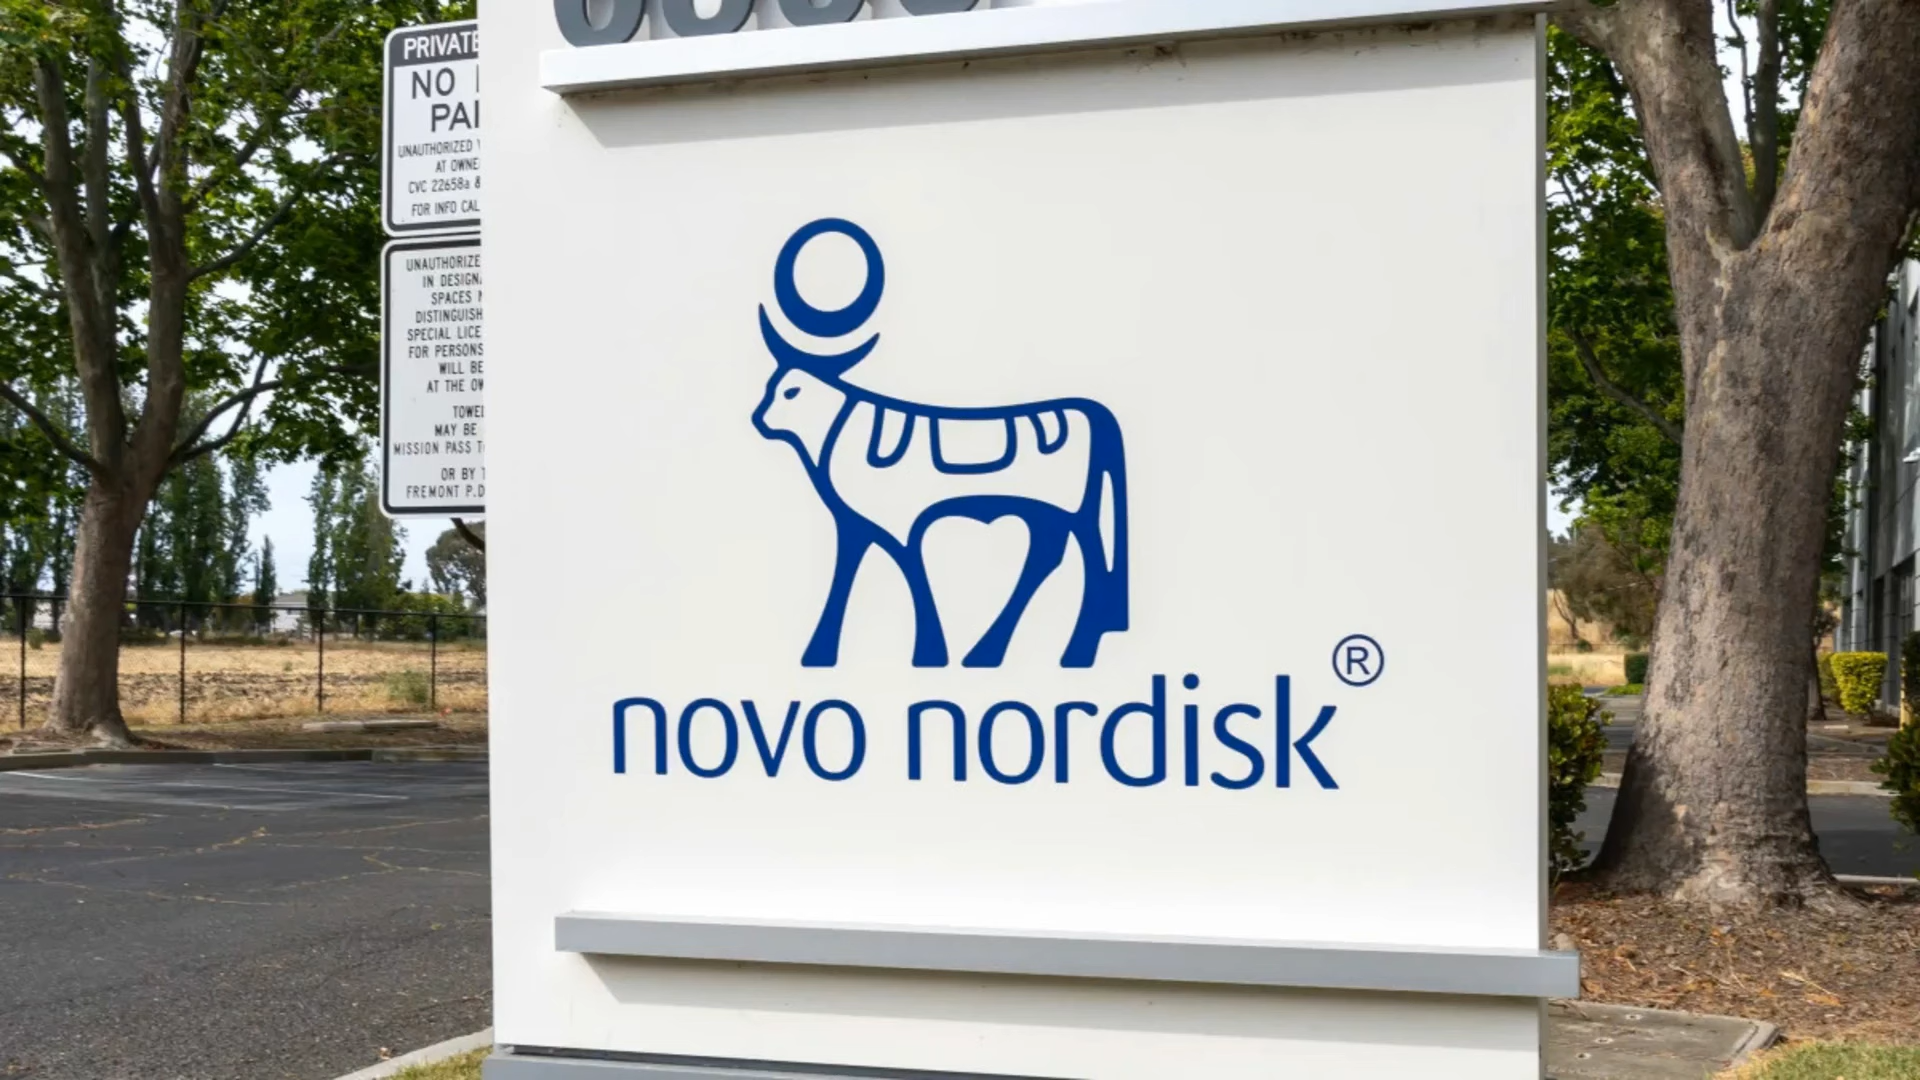 PRIVATE
NO
PA
UNAUTHORIZED
AT OWNE
CVC 22658a &
FOR INFO CAL
UNAUTHORIZE
IN DESIGN
SPACES
DISTINGUISH
SPECIAL LICE
FOR PERSONS
WILL BE
AT THE OW
TOWE
MAY BE
MISSION PASS T
OR BY
FREMONT P.D
novo nordisk®